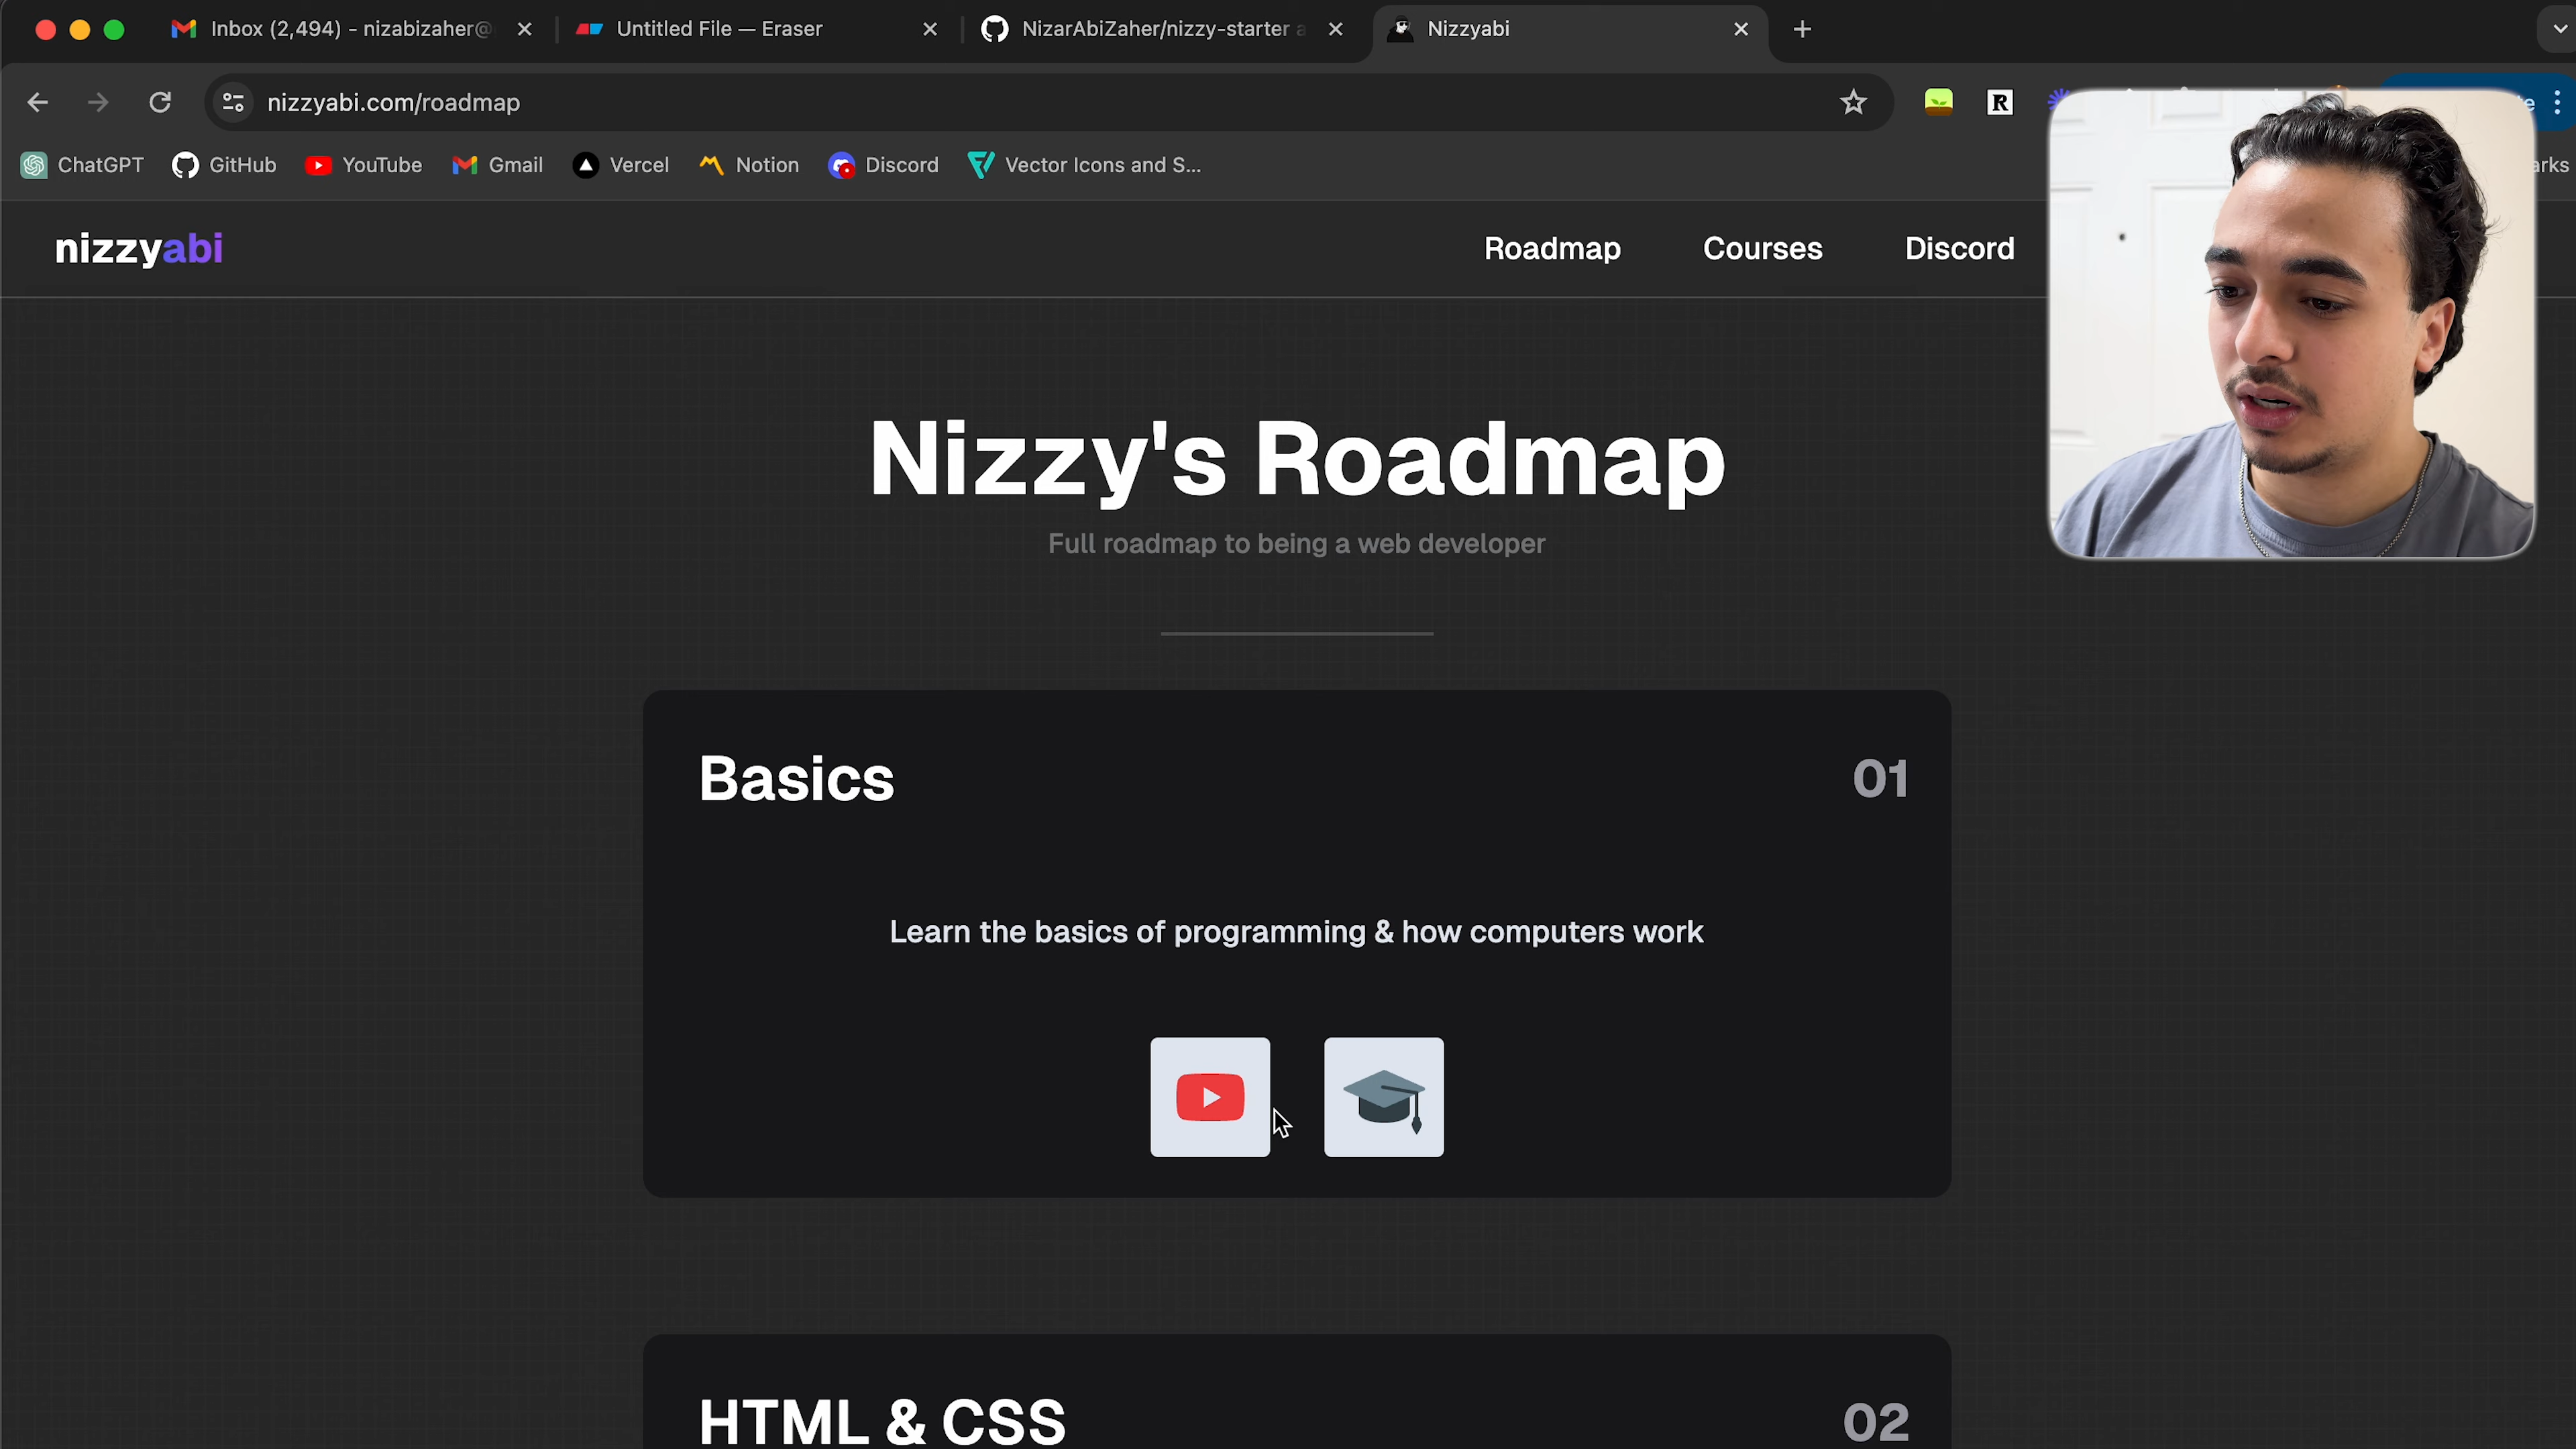 Inbox (2,494) - nizabizaher@
Untitled File — Eraser
NizarAbiZaher/nizzy-starter
Nizzyabi
nizzyabi.com/roadmap
ChatGPT
GitHub
YouTube
Gmail
Vercel
Notion
Discord
Vector Icons and S...
nizzyabi
Roadmap
Courses
Discord
Nizzy's Roadmap
Full roadmap to being a web developer
Basics
01
Learn the basics of programming & how computers work
HTML & CSS
02